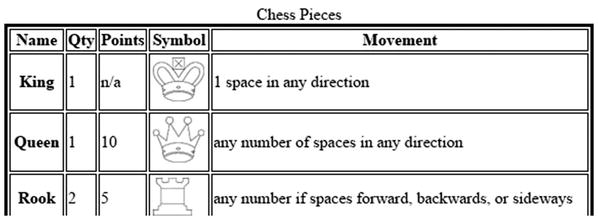 Chess Pieces
Name Qty Points Symbol Movement
King 1 n/a 1 space in any direction
Queen 1 10 any number of spaces in any direction
Rook 2 5 any number if spaces forward, backwards, or sideways